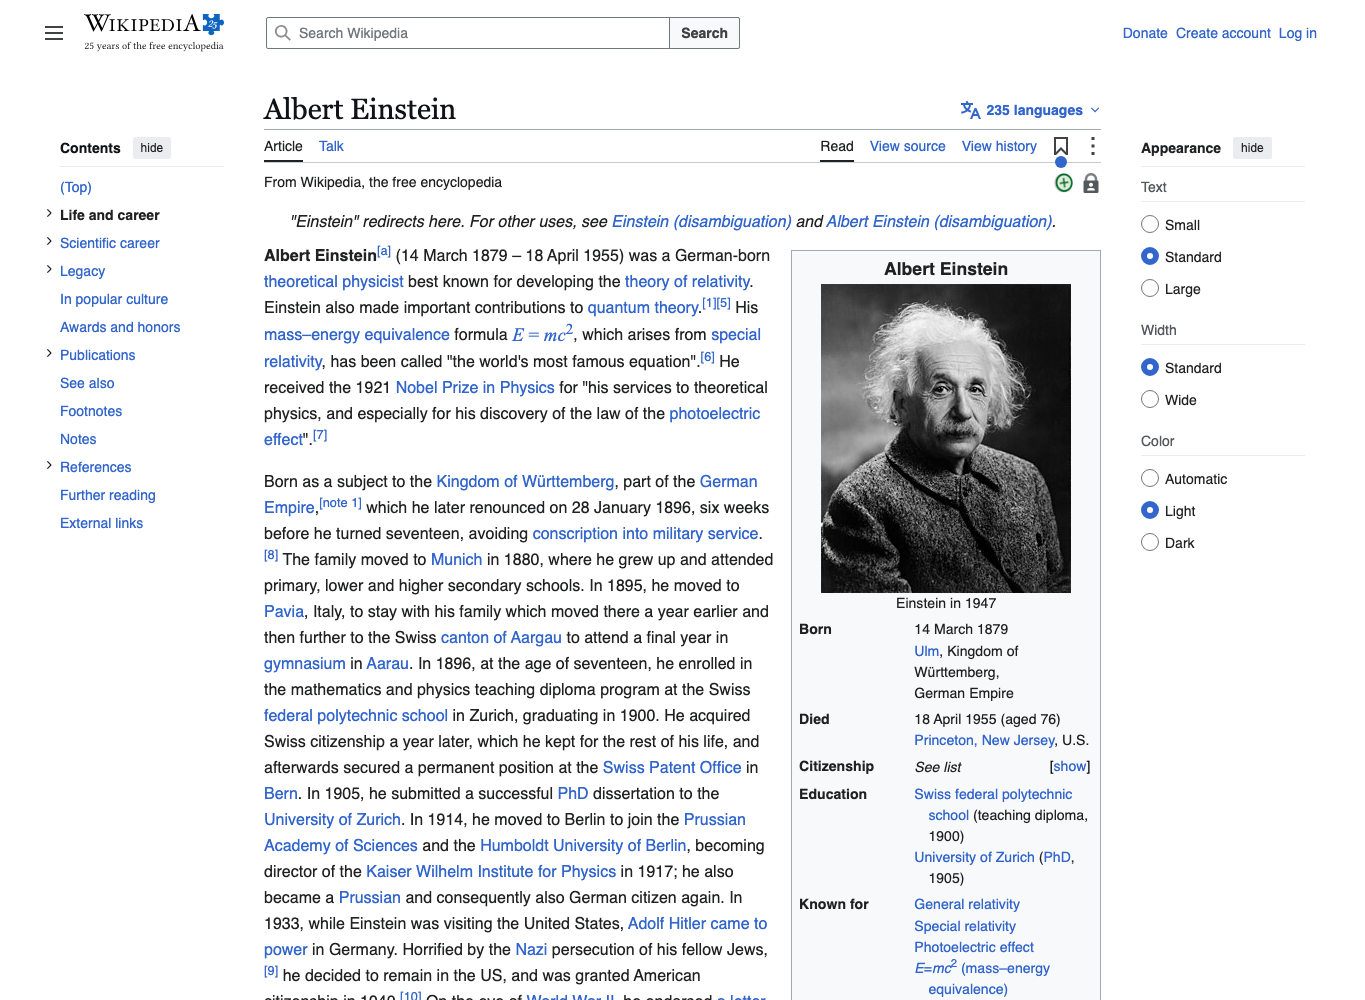 WIKIPEDIA 25
25 years of the free encyclopedia
Search Wikipedia
Search
Donate Create account Log in
Contents hide
(Top)
Life and career
Scientific career
Legacy
In popular culture
Awards and honors
Publications
See also
Footnotes
Notes
References
Further reading
External links
Albert Einstein
235 languages
Article Talk
Read View source View history
From Wikipedia, the free encyclopedia
"Einstein" redirects here. For other uses, see Einstein (disambiguation) and Albert Einstein (disambiguation).
Albert Einstein[a] (14 March 1879 – 18 April 1955) was a German-born
theoretical physicist best known for developing the theory of relativity.
Einstein also made important contributions to quantum theory.[1][5] His
mass–energy equivalence formula E = mc2, which arises from special
relativity, has been called "the world's most famous equation".[6] He
received the 1921 Nobel Prize in Physics for "his services to theoretical
physics, and especially for his discovery of the law of the photoelectric
effect".[7]
Born as a subject to the Kingdom of Württemberg, part of the German
Empire,[note 1] which he later renounced on 28 January 1896, six weeks
before he turned seventeen, avoiding conscription into military service.
[8] The family moved to Munich in 1880, where he grew up and attended
primary, lower and higher secondary schools. In 1895, he moved to
Pavia, Italy, to stay with his family which moved there a year earlier and
then further to the Swiss canton of Aargau to attend a final year in
gymnasium in Aarau. In 1896, at the age of seventeen, he enrolled in
the mathematics and physics teaching diploma program at the Swiss
federal polytechnic school in Zurich, graduating in 1900. He acquired
Swiss citizenship a year later, which he kept for the rest of his life, and
afterwards secured a permanent position at the Swiss Patent Office in
Bern. In 1905, he submitted a successful PhD dissertation to the
University of Zurich. In 1914, he moved to Berlin to join the Prussian
Academy of Sciences and the Humboldt University of Berlin, becoming
director of the Kaiser Wilhelm Institute for Physics in 1917; he also
became a Prussian and consequently also German citizen again. In
1933, while Einstein was visiting the United States, Adolf Hitler came to
power in Germany. Horrified by the Nazi persecution of his fellow Jews,
[9] he decided to remain in the US, and was granted American
citizenship in 1940.[10] On the eve of World War II, he endorsed a letter
Albert Einstein
Einstein in 1947
Born 14 March 1879
Ulm, Kingdom of
Württemberg,
German Empire
Died 18 April 1955 (aged 76)
Princeton, New Jersey, U.S.
Citizenship See list [show]
Education Swiss federal polytechnic
school (teaching diploma,
1900)
University of Zurich (PhD,
1905)
Known for General relativity
Special relativity
Photoelectric effect
E=mc2 (mass–energy
equivalence)
Appearance hide
Text
Small
Standard
Large
Width
Standard
Wide
Color
Automatic
Light
Dark